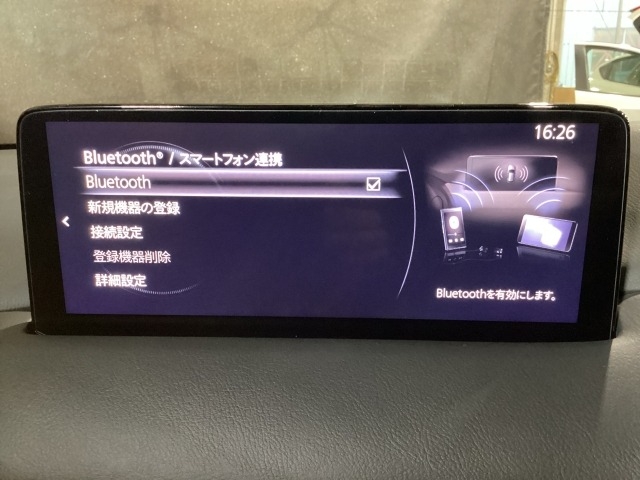 16:26
Bluetooth® / スマートフォン連携
Bluetooth
新規機器の登録
接続設定
登録機器削除
詳細設定
Bluetoothを有効にします。